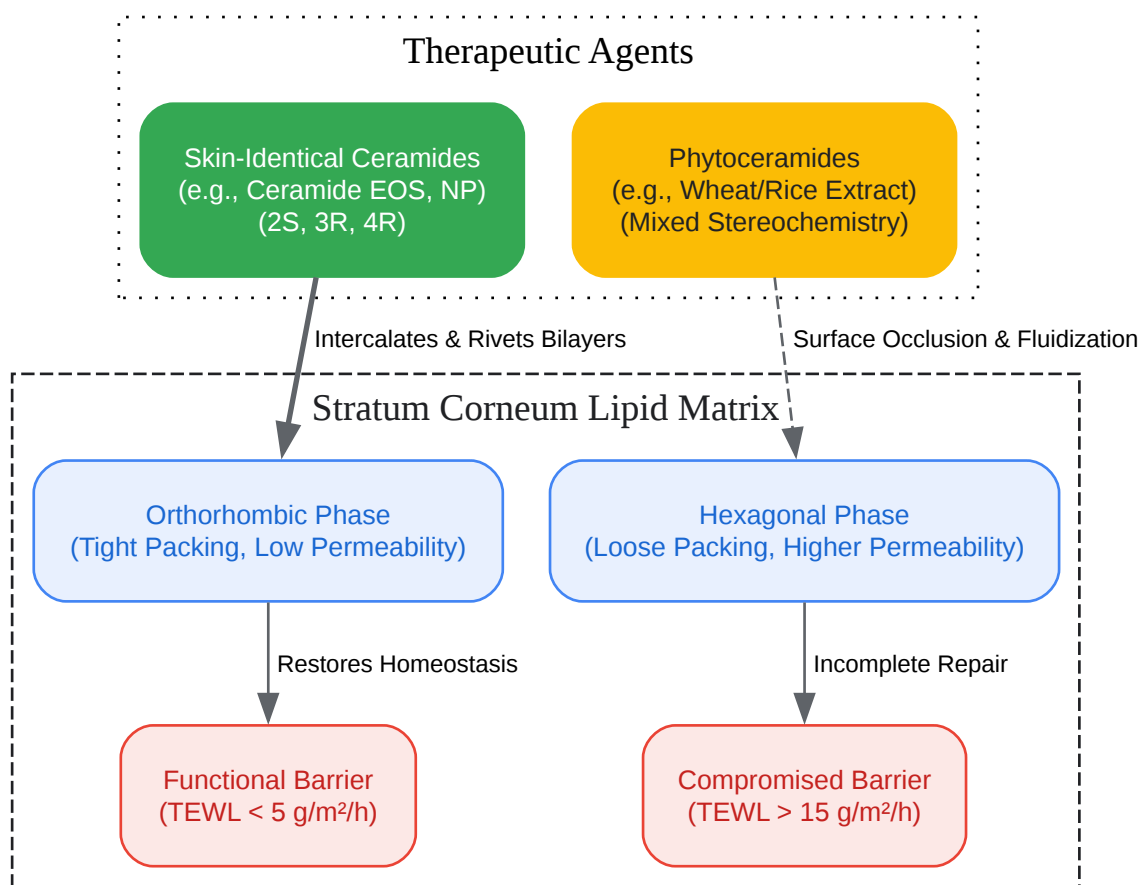 Therapeutic Agents
Skin-Identical Ceramides
(e.g., Ceramide EOS, NP)
(2S, 3R, 4R)
Phytoceramides
(e.g., Wheat/Rice Extract)
(Mixed Stereochemistry)
Intercalates & Rivets Bilayers
Surface Occlusion & Fluidization
Stratum Corneum Lipid Matrix
Orthorhombic Phase
(Tight Packing, Low Permeability)
Hexagonal Phase
(Loose Packing, Higher Permeability)
Restores Homeostasis
Incomplete Repair
Functional Barrier
(TEWL < 5 g/m²/h)
Compromised Barrier
(TEWL > 15 g/m²/h)